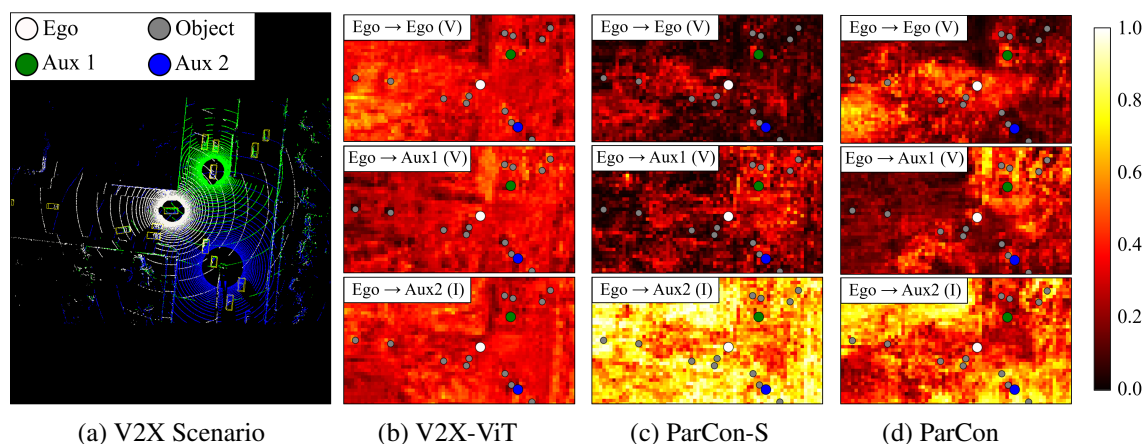 Ego
Object
Aux 1
Aux 2
Ego → Ego (V)
Ego → Ego (V)
Ego → Ego (V)
Ego → Aux1 (V)
Ego → Aux1 (V)
Ego → Aux1 (V)
Ego → Aux2 (I)
Ego → Aux2 (I)
Ego → Aux2 (I)
1.0
0.8
0.6
0.4
0.2
0.0
(a) V2X Scenario
(b) V2X-ViT
(c) ParCon-S
(d) ParCon